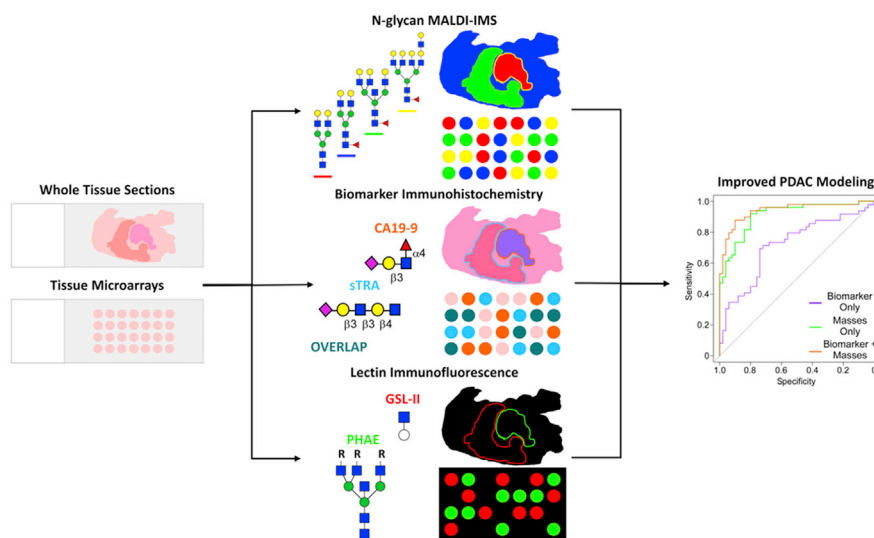 N-glycan MALDI-IMS
Whole Tissue Sections
Tissue Microarrays
Biomarker Immunohistochemistry
CA19-9
α4
β3
sTRA
β3 β3 β4
OVERLAP
Lectin Immunofluorescence
GSL-II
PHAE
R R R
Improved PDAC Modeling
Sensitivity
1.0
0.8
0.6
0.4
0.2
0
Biomarker
Only
Masses
Only
Biomarker +
Masses
1.0 0.8 0.6 0.4 0.2 0
Specificity